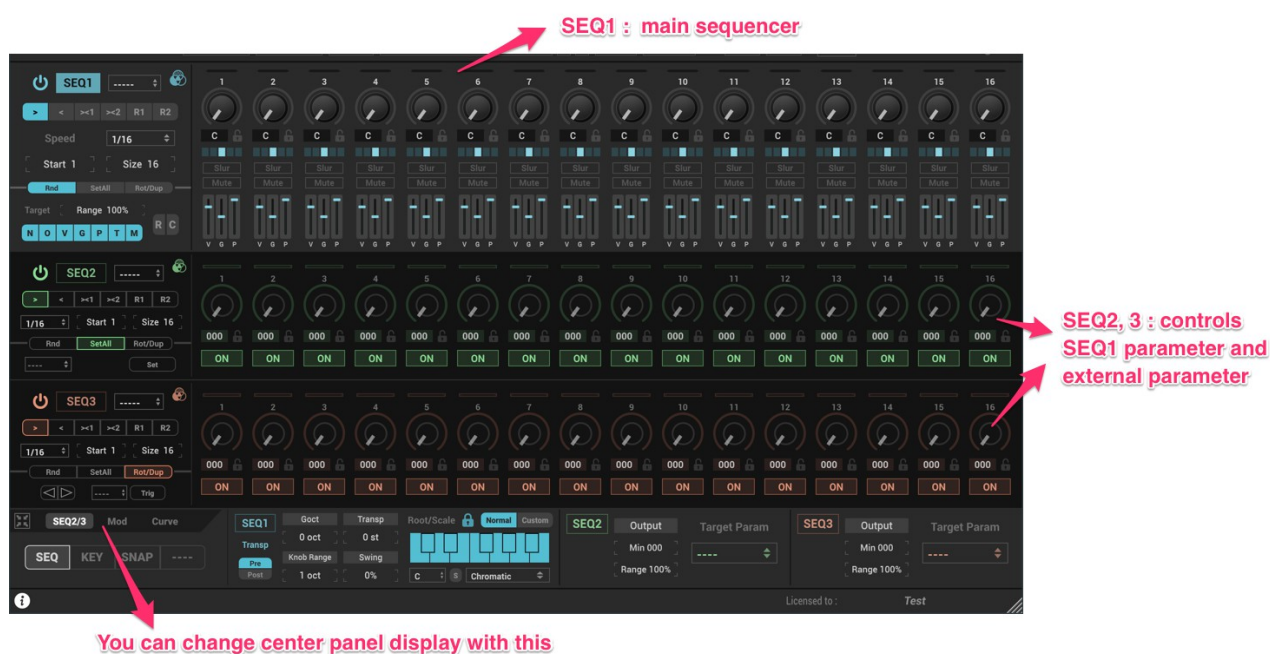 SEQ1 : main sequencer
SEQ1 -----
1 2 3 4 5 6 7 8 9 10 11 12 13 14 15 16
> < ><1 ><2 R1 R2
C C C C C C C C C C C C C C C C
Speed 1/16
Start 1 Size 16
Slur Slur Slur Slur Slur Slur Slur Slur Slur Slur Slur Slur Slur Slur Slur Slur
Mute Mute Mute Mute Mute Mute Mute Mute Mute Mute Mute Mute Mute Mute Mute Mute
Rnd SetAll Rot/Dup
Target Range 100%
R C
N O V G P T M
V G P V G P V G P V G P V G P V G P V G P V G P V G P V G P V G P V G P V G P V G P V G P V G P
SEQ2 -----
1 2 3 4 5 6 7 8 9 10 11 12 13 14 15 16
> < ><1 ><2 R1 R2
1/16 Start 1 Size 16
000 000 000 000 000 000 000 000 000 000 000 000 000 000 000 000
Rnd SetAll Rot/Dup
ON ON ON ON ON ON ON ON ON ON ON ON ON ON ON ON
---- Set
SEQ2, 3 : controls
SEQ1 parameter and
external parameter
SEQ3 -----
1 2 3 4 5 6 7 8 9 10 11 12 13 14 15 16
> < ><1 ><2 R1 R2
1/16 Start 1 Size 16
000 000 000 000 000 000 000 000 000 000 000 000 000 000 000 000
Rnd SetAll Rot/Dup
ON ON ON ON ON ON ON ON ON ON ON ON ON ON ON ON
---- Trig
SEQ2/3 Mod Curve
SEQ KEY SNAP ----
SEQ1 Goct Transp Root/Scale Normal Custom
Transp 0 oct 0 st
Pre Knob Range Swing
Post 1 oct 0% C S Chromatic
SEQ2 Output Target Param
Min 000 ----
Range 100%
SEQ3 Output Target Param
Min 000 ----
Range 100%
i
Licensed to : Test
You can change center panel display with this